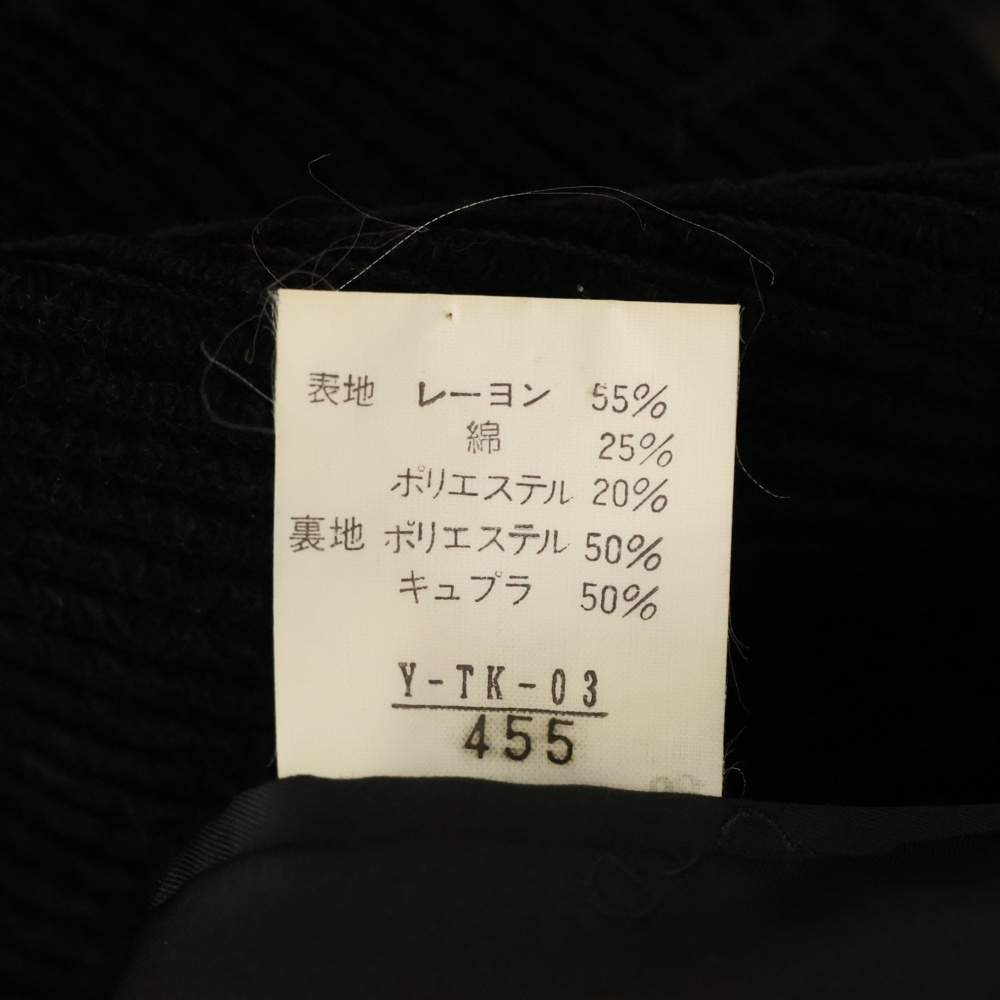 表地 レーヨン 55%
綿 25%
ポリエステル 20%
裏地 ポリエステル 50%
キュプラ 50%
Y-TK-03
455